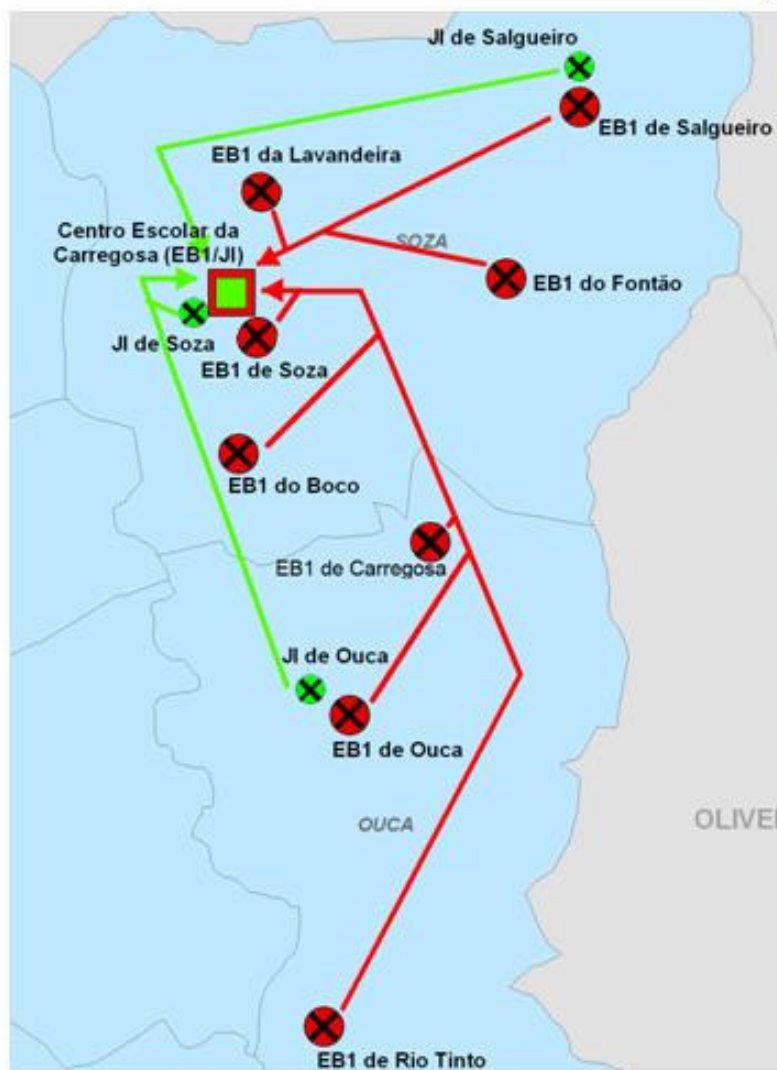 JI de Salgueiro
EB1 de Salgueiro
EB1 da Lavandeira
Centro Escolar da
Carregosa (EB1/JI)
SOZA
EB1 do Fontão
JI de Soza
EB1 de Soza
EB1 do Boco
EB1 de Carregosa
JI de Ouca
EB1 de Ouca
OUCA
OLIVEI
EB1 de Rio Tinto